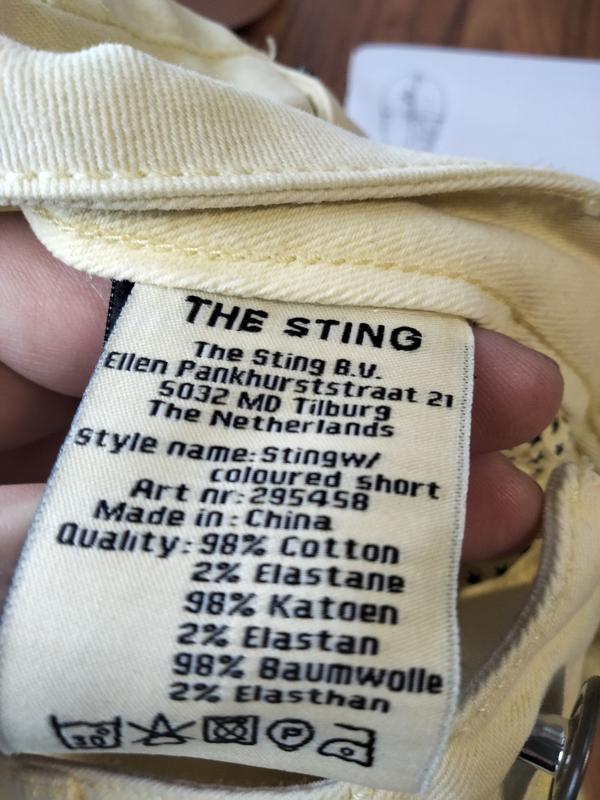 THE STING
The Sting B.V.
Ellen Pankhurststraat 21
5032 MD Tilburg
The Netherlands
Style name:Stingw/
coloured short
Art nr:295458
Made in:China
Quality:98% Cotton
2% Elastane
98% Katoen
2% Elastan
98% Baumwolle
2% Elasthan
30 P